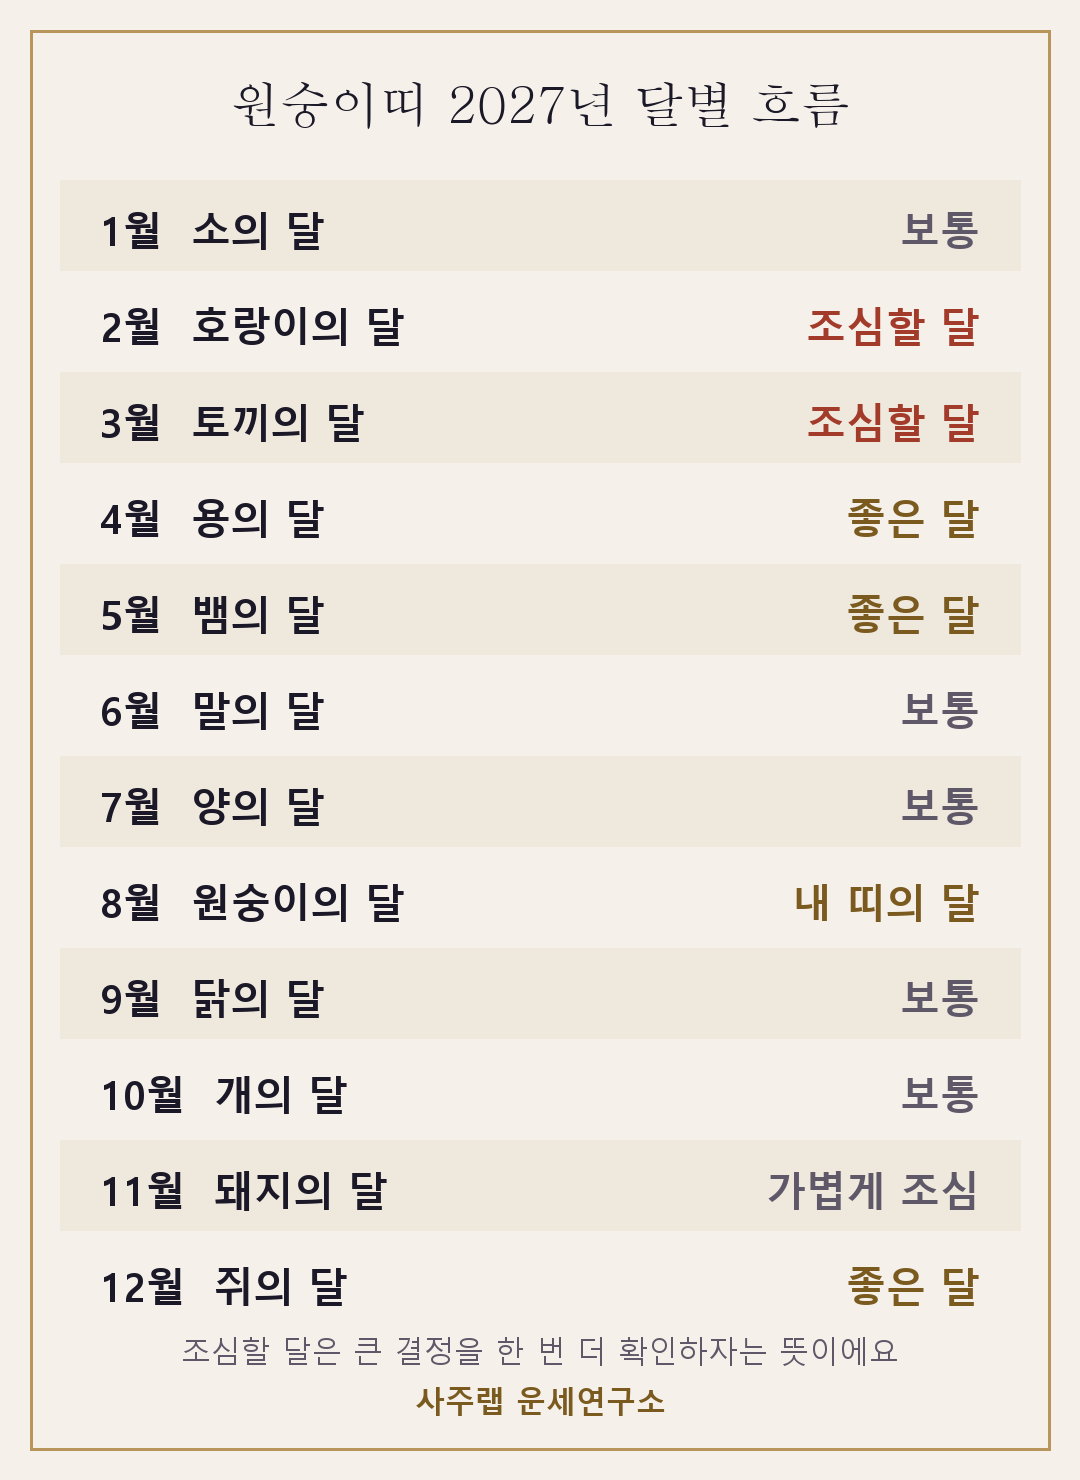 원숭이띠 2027년 달별 흐름
1월 소의 달 보통
2월 호랑이의 달 조심할 달
3월 토끼의 달 조심할 달
4월 용의 달 좋은 달
5월 뱀의 달 좋은 달
6월 말의 달 보통
7월 양의 달 보통
8월 원숭이의 달 내 띠의 달
9월 닭의 달 보통
10월 개의 달 보통
11월 돼지의 달 가볍게 조심
12월 쥐의 달 좋은 달
조심할 달은 큰 결정을 한 번 더 확인하자는 뜻이에요
사주랩 운세연구소